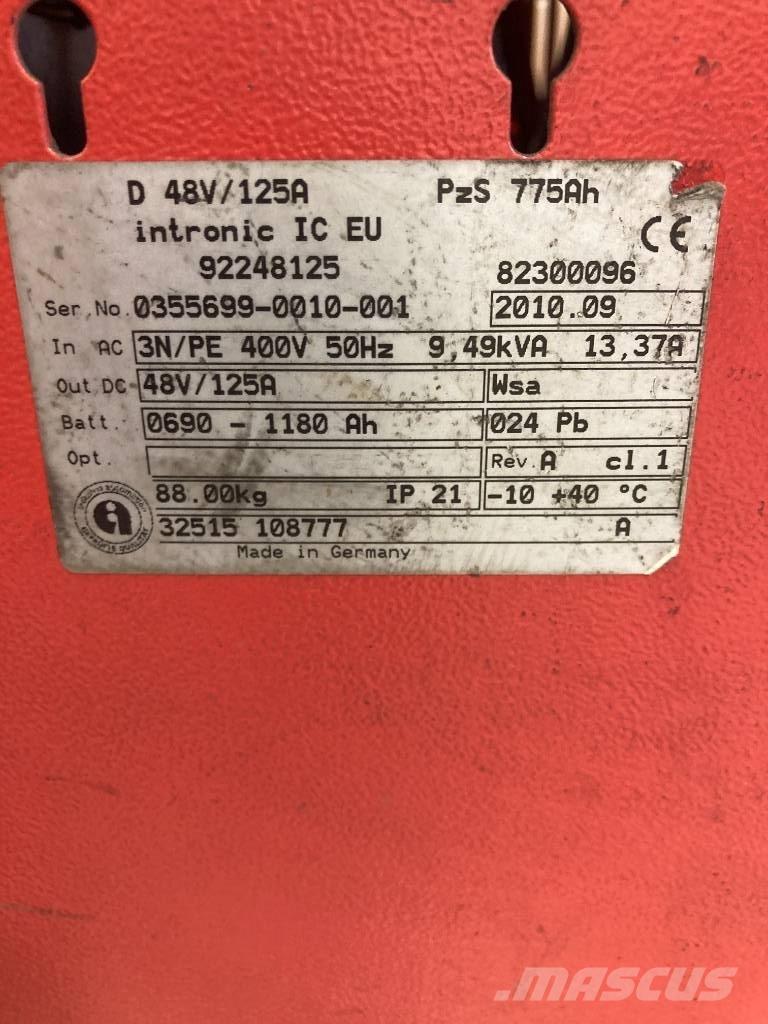 D 48V/125A PzS 775Ah
intronic IC EU CE
92248125 82300096
Ser.No. 0355699-0010-001 2010.09
In AC 3N/PE 400V 50Hz 9,49kVA 13,37A
Out DC 48V/125A Wsa
Batt. 0690 - 1180 Ah 024 Pb
Opt. Rev. A cl.1
88.00kg IP 21 -10 +40 °C
32515 108777 A
Made in Germany
MASCUS